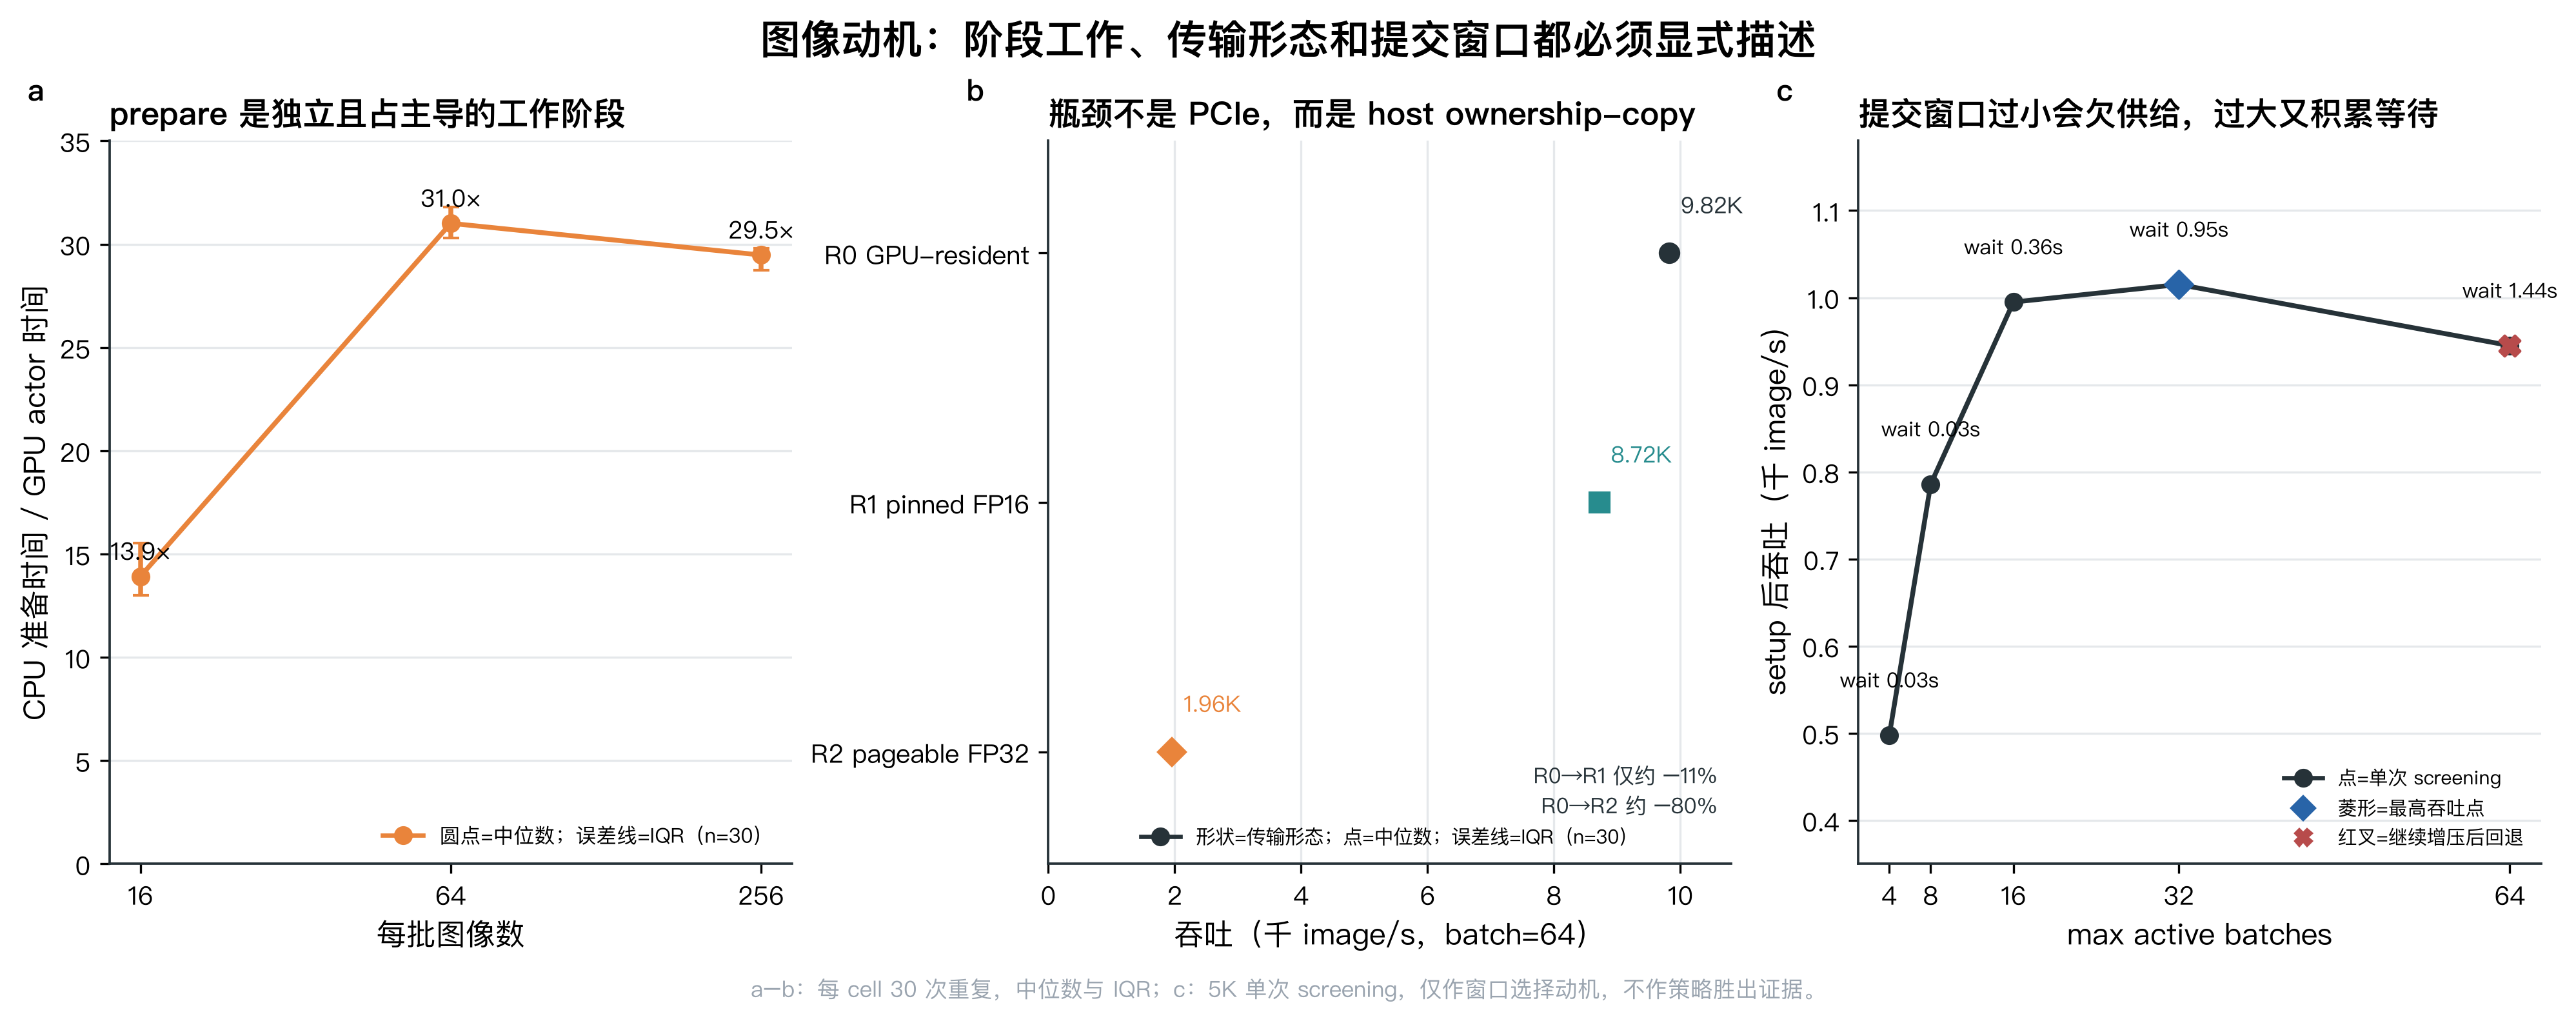 图像动机：阶段工作、传输形态和提交窗口都必须显式描述
a
prepare 是独立且占主导的工作阶段
CPU 准备时间 / GPU actor 时间
35
30
25
20
15
10
5
0
13.9×
31.0×
29.5×
圆点=中位数；误差线=IQR（n=30）
16
64
256
每批图像数
b
瓶颈不是 PCIe，而是 host ownership-copy
R0 GPU-resident
R1 pinned FP16
R2 pageable FP32
9.82K
8.72K
1.96K
R0→R1 仅约 −11%
R0→R2 约 −80%
形状=传输形态；点=中位数；误差线=IQR（n=30）
0
2
4
6
8
10
吞吐（千 image/s，batch=64）
c
提交窗口过小会欠供给，过大又积累等待
setup 后吞吐（千 image/s）
1.1
1.0
0.9
0.8
0.7
0.6
0.5
0.4
wait 0.03s
wait 0.03s
wait 0.36s
wait 0.95s
wait 1.44s
点=单次 screening
菱形=最高吞吐点
红叉=继续增压后回退
4
8
16
32
64
max active batches
a–b：每 cell 30 次重复，中位数与 IQR；c：5K 单次 screening，仅作窗口选择动机，不作策略胜出证据。